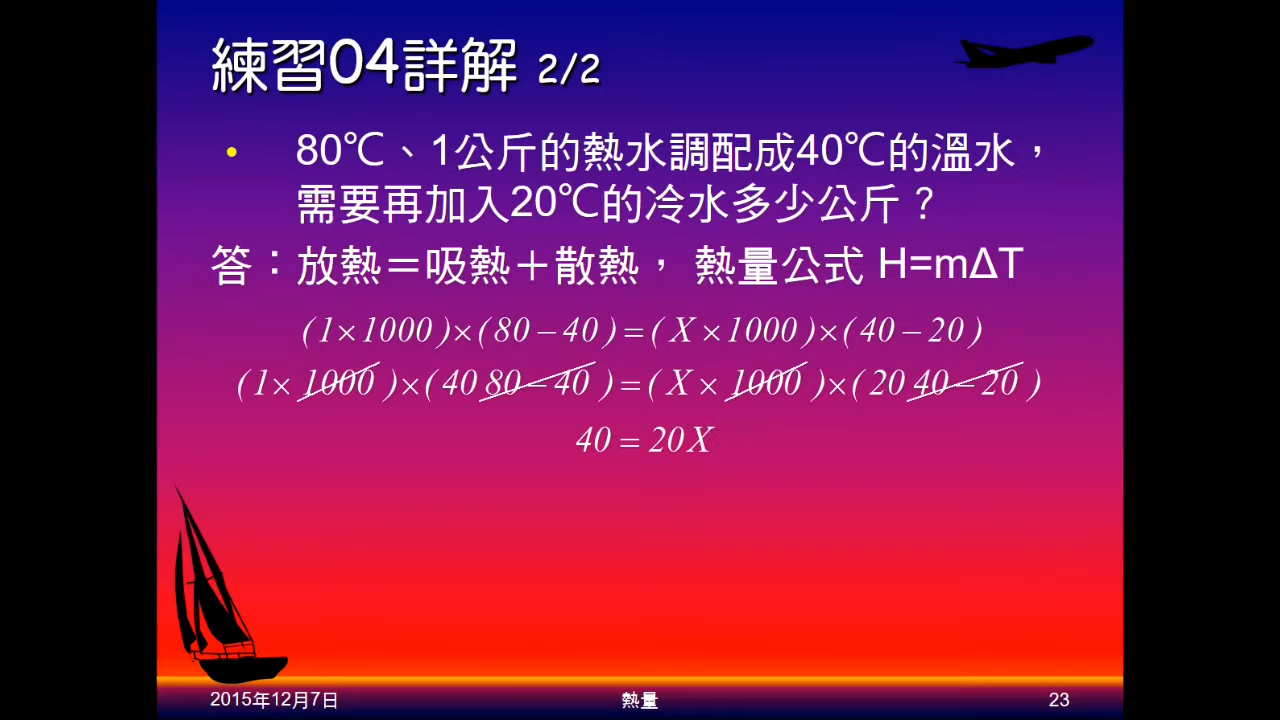 練習04詳解 2/2
• 80℃、1公斤的熱水調配成40℃的溫水，
需要再加入20℃的冷水多少公斤？
答：放熱＝吸熱＋散熱， 熱量公式 H=mΔT
(1×1000)×(80−40)=(X×1000)×(40−20)
(1×1000)×(40 80−40)=(X×1000)×(20 40−20)
40=20X
2015年12月7日 熱量 23